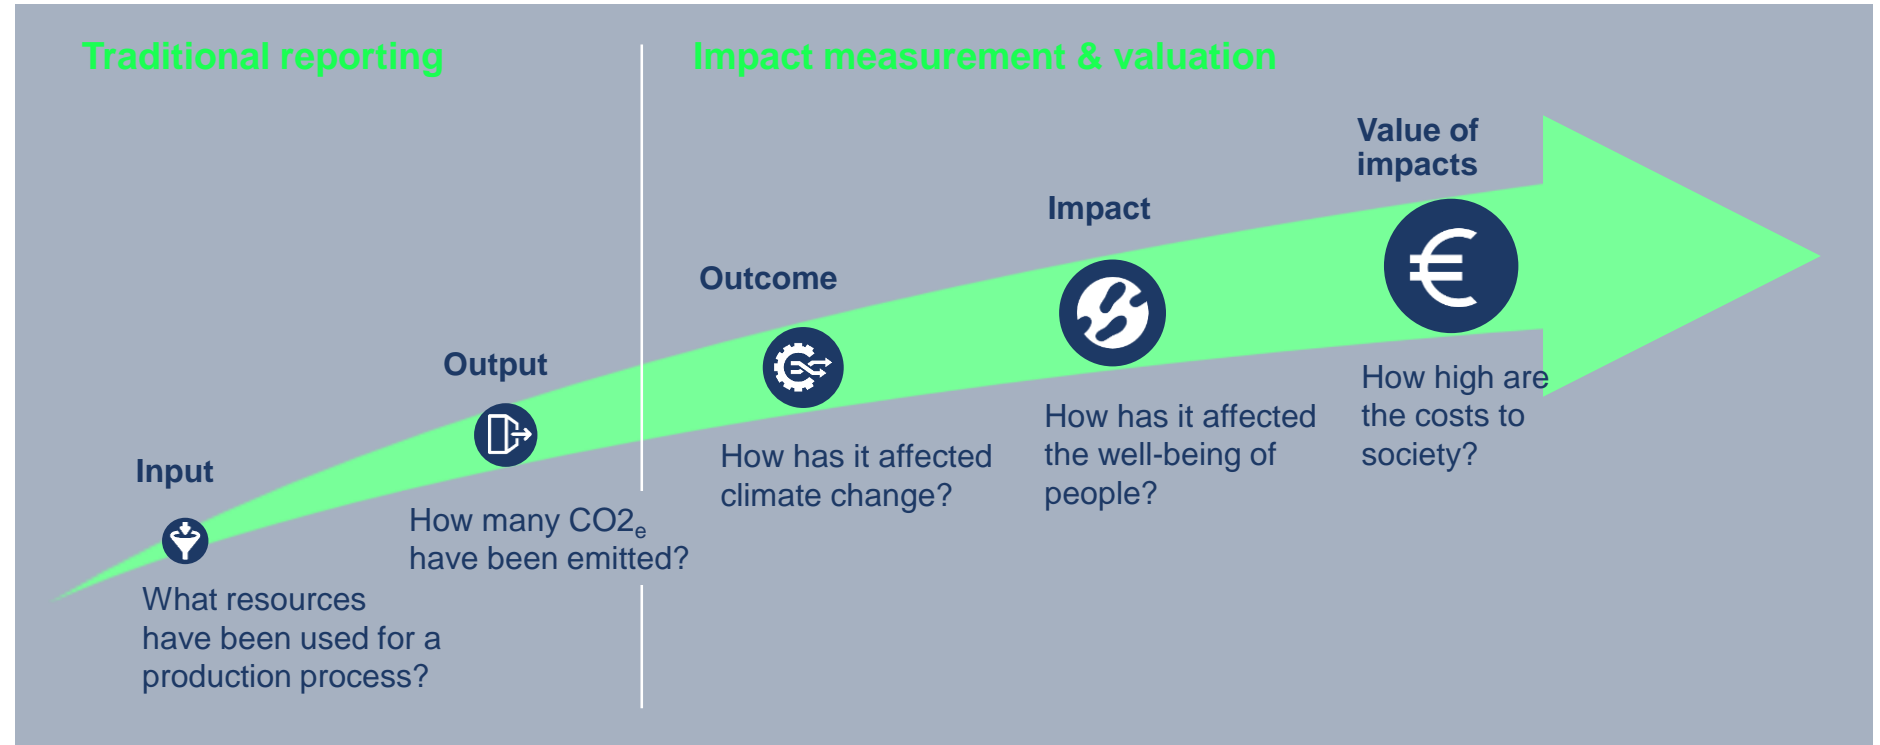 Traditional reporting
Impact measurement & valuation
Input
What resources
have been used for a
production process?
Output
How many CO2e
have been emitted?
Outcome
How has it affected
climate change?
Impact
How has it affected
the well-being of
people?
Value of
impacts
€
How high are
the costs to
society?